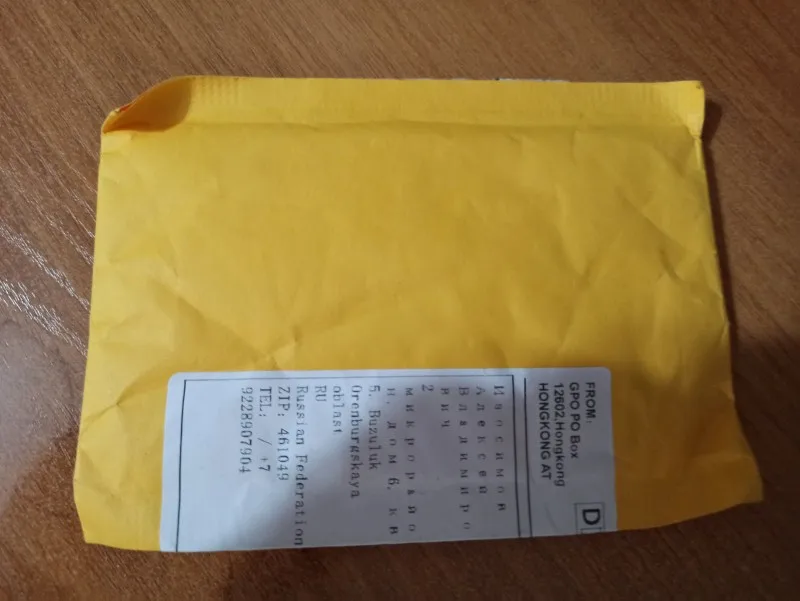 FROM:
GPO PO Box
12602,Hongkong
HONGKONG AT
D
Изосимов
Алексей
Владимиро
вич
2
микрорайо
н, дом 6, кв
5. Buzuluk
Orenburgskaya
oblast
RU
Russian Federation
ZIP: 461049
TEL: / +7
9228907904